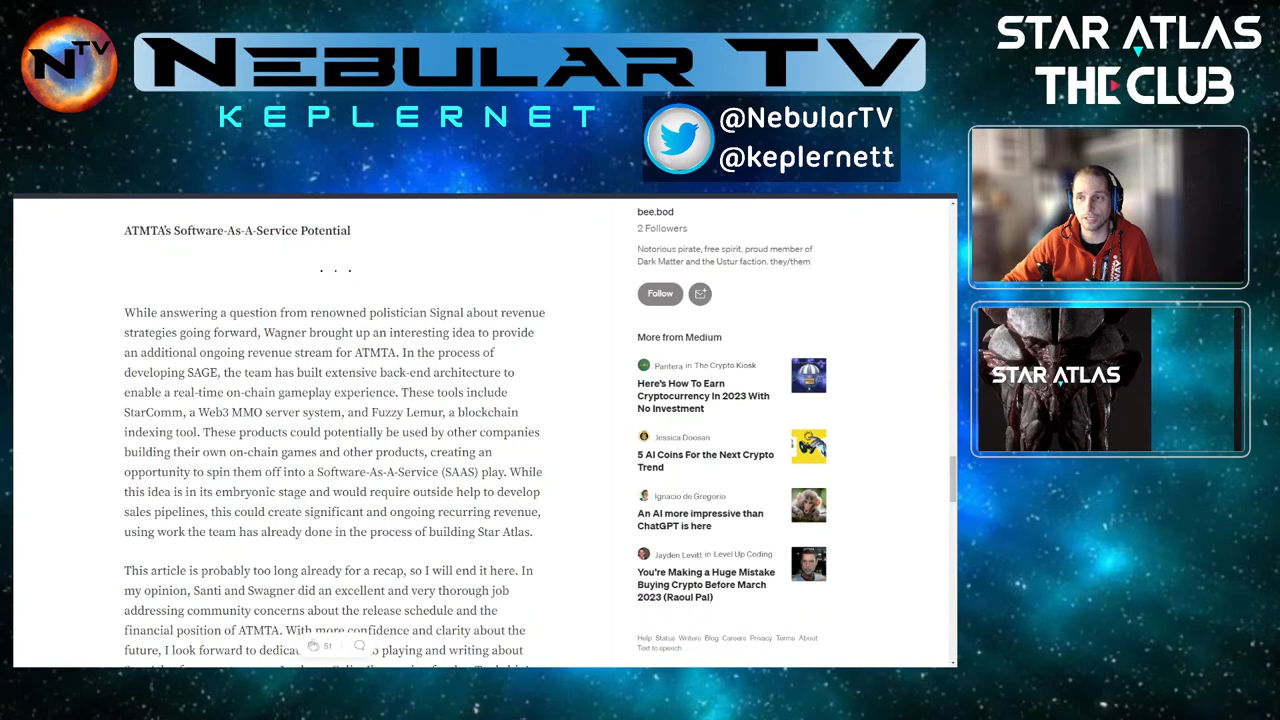 NTV
NEBULAR TV
KEPLERNET
@NebularTV
@keplernett
STAR ATLAS
THE CLUB
ATMTA's Software-As-A-Service Potential
. . .
While answering a question from renowned polistician Signal about revenue
strategies going forward, Wagner brought up an interesting idea to provide
an additional ongoing revenue stream for ATMTA. In the process of
developing SAGE, the team has built extensive back-end architecture to
enable a real-time on-chain gameplay experience. These tools include
StarComm, a Web3 MMO server system, and Fuzzy Lemur, a blockchain
indexing tool. These products could potentially be used by other companies
building their own on-chain games and other products, creating an
opportunity to spin them off into a Software-As-A-Service (SAAS) play. While
this idea is in its embryonic stage and would require outside help to develop
sales pipelines, this could create significant and ongoing recurring revenue,
using work the team has already done in the process of building Star Atlas.
This article is probably too long already for a recap, so I will end it here. In
my opinion, Santi and Swagner did an excellent and very thorough job
addressing community concerns about the release schedule and the
financial position of ATMTA. With more confidence and clarity about the
future, I look forward to playing and writing about
51
bee.bod
2 Followers
Notorious pirate, free spirit, proud member of
Dark Matter and the Ustur faction. they/them
Follow
More from Medium
Pantera in The Crypto Kiosk
Here's How To Earn
Cryptocurrency In 2023 With
No Investment
Jessica Doosan
5 AI Coins For the Next Crypto
Trend
Ignacio de Gregorio
An AI more impressive than
ChatGPT is here
Jayden Levitt in Level Up Coding
You're Making a Huge Mistake
Buying Crypto Before March
2023 (Raoul Pal)
Help Status Writers Blog Careers Privacy Terms About
Text to speech
STAR ATLAS